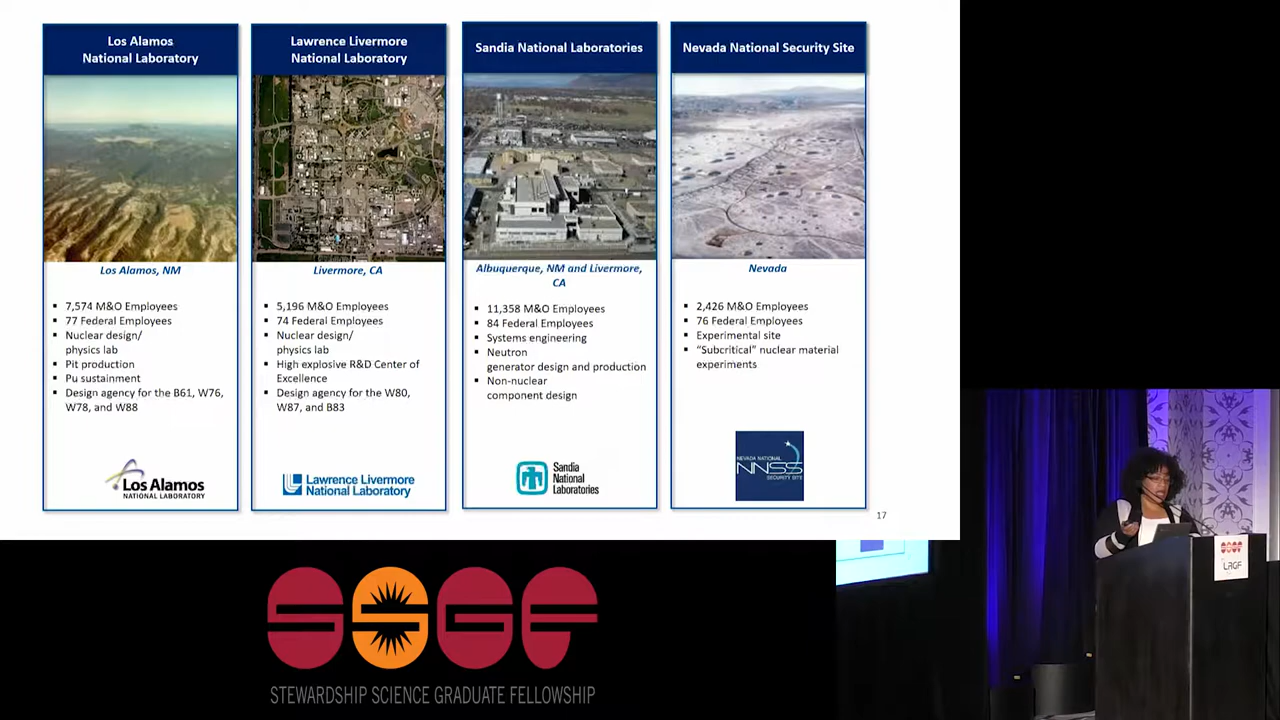 Los Alamos
National Laboratory
Los Alamos, NM
▪ 7,574 M&O Employees
▪ 77 Federal Employees
▪ Nuclear design/
physics lab
▪ Pit production
▪ Pu sustainment
▪ Design agency for the B61, W76,
W78, and W88
Los Alamos
NATIONAL LABORATORY
Lawrence Livermore
National Laboratory
Livermore, CA
▪ 5,196 M&O Employees
▪ 74 Federal Employees
▪ Nuclear design/
physics lab
▪ High explosive R&D Center of
Excellence
▪ Design agency for the W80,
W87, and B83
Lawrence Livermore
National Laboratory
Sandia National Laboratories
Albuquerque, NM and Livermore,
CA
▪ 11,358 M&O Employees
▪ 84 Federal Employees
▪ Systems engineering
▪ Neutron
generator design and production
▪ Non-nuclear
component design
Sandia
National
Laboratories
Nevada National Security Site
Nevada
▪ 2,426 M&O Employees
▪ 76 Federal Employees
▪ Experimental site
▪ “Subcritical” nuclear material
experiments
NEVADA NATIONAL
NNSS
SECURITY SITE
17
SSGF
LRGF
SSGF
STEWARDSHIP SCIENCE GRADUATE FELLOWSHIP